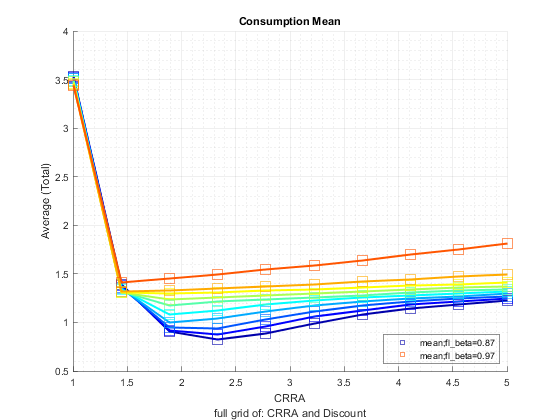 Consumption Mean
4
3.5
3
2.5
2
1.5
1
0.5
Average (Total)
1 1.5 2 2.5 3 3.5 4 4.5 5
mean;fl_beta=0.87
mean;fl_beta=0.97
CRRA
full grid of: CRRA and Discount